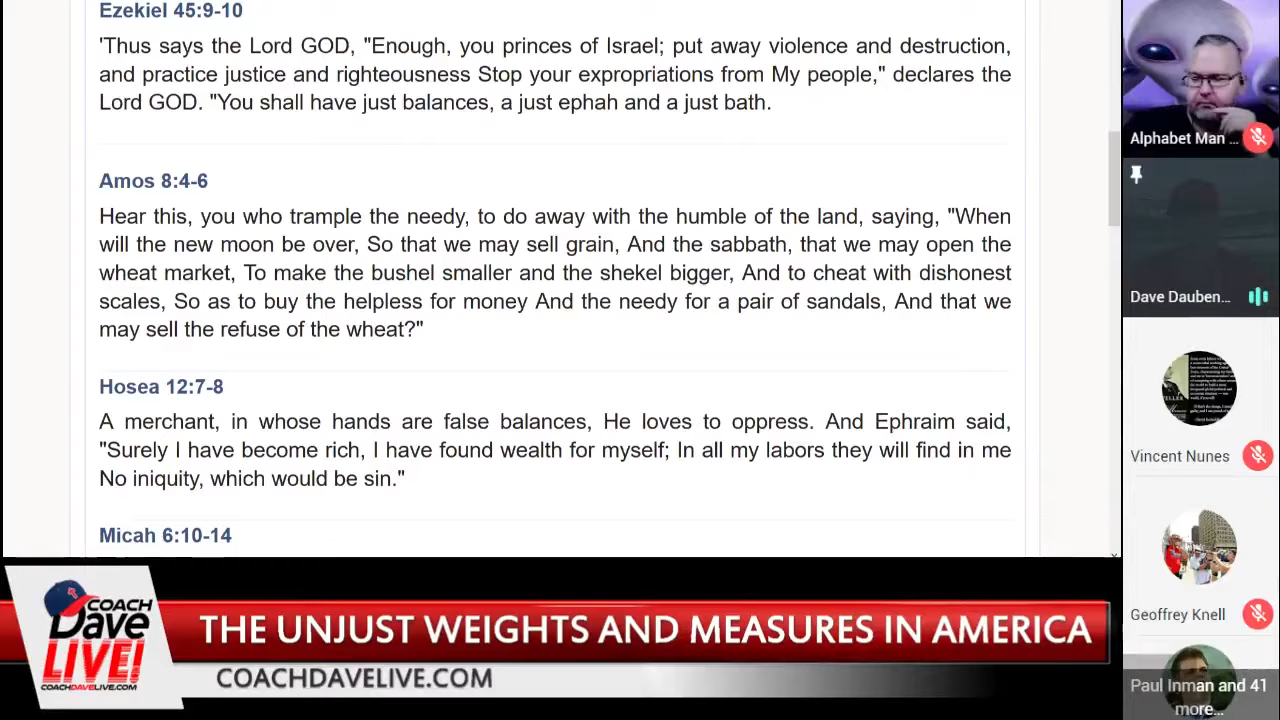 Ezekiel 45:9-10
'Thus says the Lord GOD, "Enough, you princes of Israel; put away violence and destruction,
and practice justice and righteousness Stop your expropriations from My people," declares the
Lord GOD. "You shall have just balances, a just ephah and a just bath.
Amos 8:4-6
Hear this, you who trample the needy, to do away with the humble of the land, saying, "When
will the new moon be over, So that we may sell grain, And the sabbath, that we may open the
wheat market, To make the bushel smaller and the shekel bigger, And to cheat with dishonest
scales, So as to buy the helpless for money And the needy for a pair of sandals, And that we
may sell the refuse of the wheat?"
Hosea 12:7-8
A merchant, in whose hands are false balances, He loves to oppress. And Ephraim said,
"Surely I have become rich, I have found wealth for myself; In all my labors they will find in me
No iniquity, which would be sin."
Micah 6:10-14
Alphabet Man ...
Dave Dauben...
Vincent Nunes
Geoffrey Knell
Paul Inman and 41
more...
COACH
Dave
LIVE!
COACHDAVELIVE.COM
THE UNJUST WEIGHTS AND MEASURES IN AMERICA
COACHDAVELIVE.COM